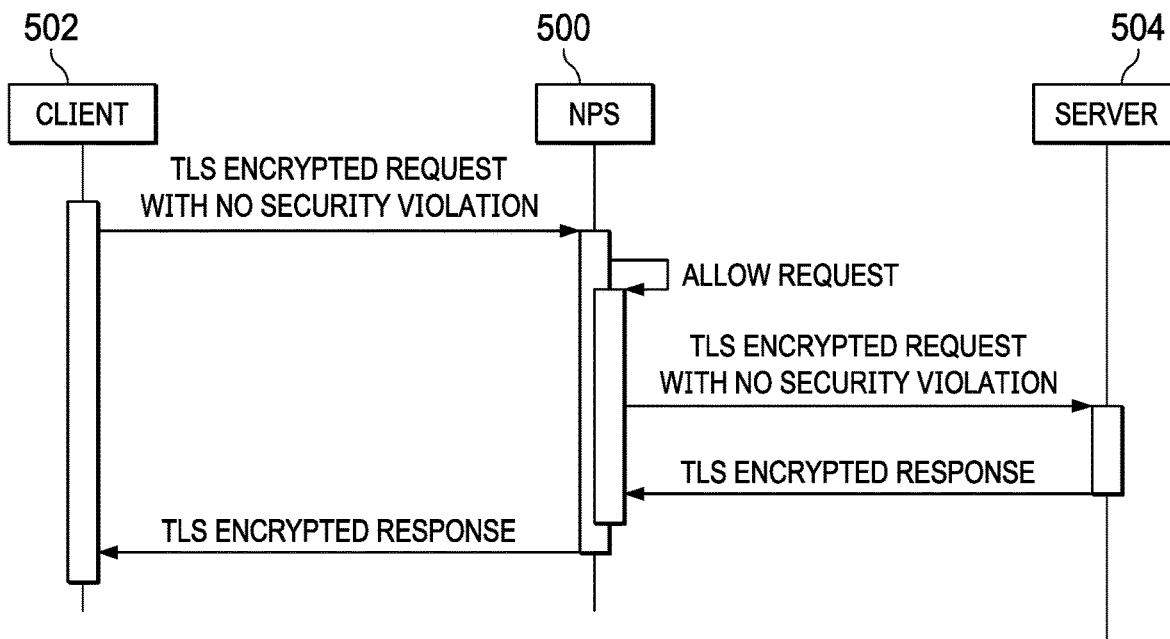 502
500
504
CLIENT
NPS
SERVER
TLS ENCRYPTED REQUEST
WITH NO SECURITY VIOLATION
ALLOW REQUEST
TLS ENCRYPTED REQUEST
WITH NO SECURITY VIOLATION
TLS ENCRYPTED RESPONSE
TLS ENCRYPTED RESPONSE